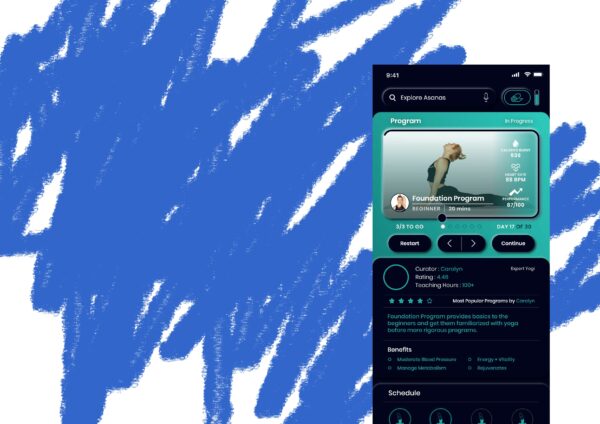 9:41
Explore Asanas
Program
In Progress
CALORIES BURNT
636
HEART RATE
88 BPM
PERFORMANCE
87/100
Foundation Program
BEGINNER | 20 mins
3/3 TO GO
DAY 17 OF 30
Restart
Continue
Curator : Carolyn
Expert Yogi
Rating : 4.46
Teaching Hours : 100+
Most Popular Programs by Carolyn
Foundation Program provides basics to the
beginners and get them familiarized with yoga
before more rigorous programs.
Benefits
Moderate Blood Pressure
Energy + Vitality
Manage Metabolism
Rejuvenates
Schedule